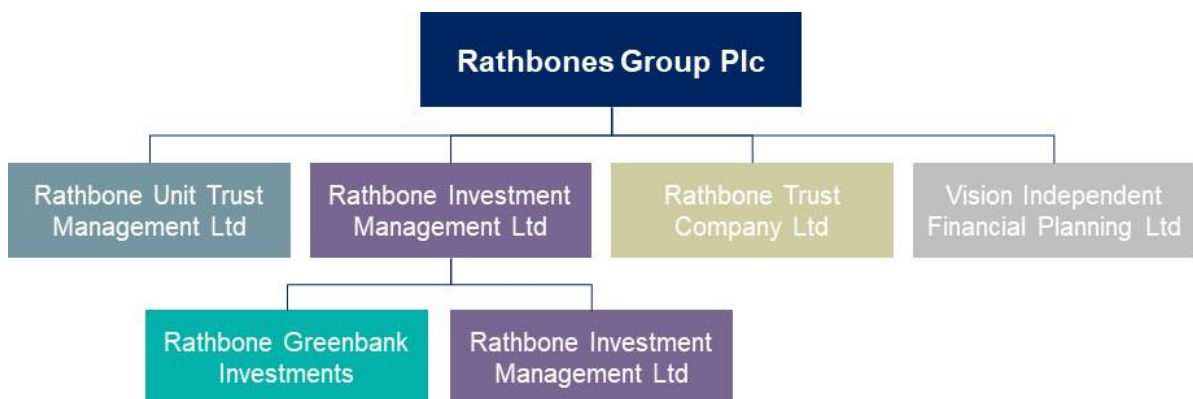 Rathbones Group Plc
Rathbone Unit Trust
Management Ltd
Rathbone Investment
Management Ltd
Rathbone Trust
Company Ltd
Vision Independent
Financial Planning Ltd
Rathbone Greenbank
Investments
Rathbone Investment
Management Ltd